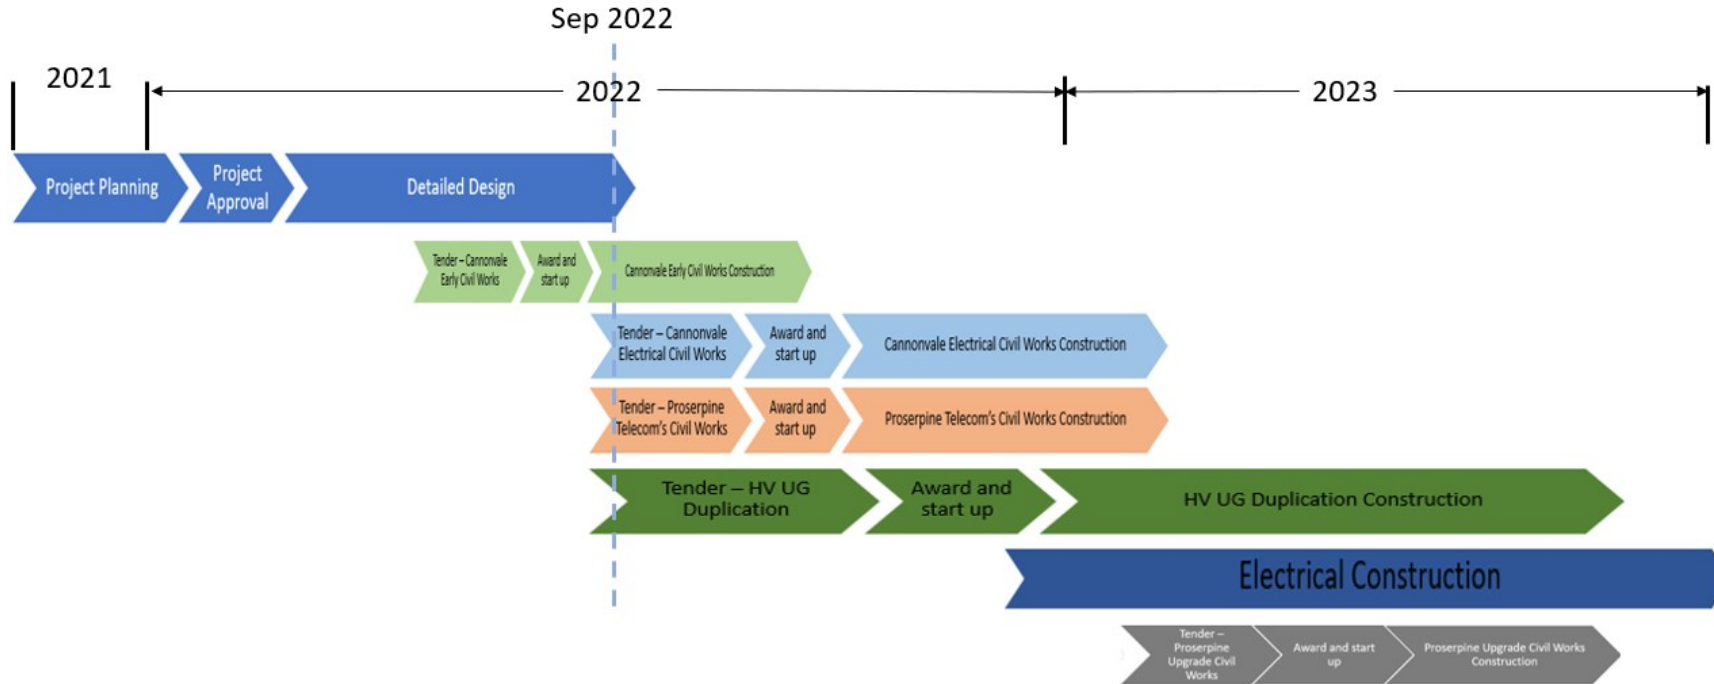 Sep 2022
2021
2022
2023
Project Planning
Project
Approval
Detailed Design
Tender – Cannonvale
Early Civil Works
Award and
start up
Cannonvale Early Civil Works Construction
Tender – Cannonvale
Electrical Civil Works
Award and
start up
Cannonvale Electrical Civil Works Construction
Tender – Proserpine
Telecom's Civil Works
Award and
start up
Proserpine Telecom's Civil Works Construction
Tender – HV UG
Duplication
Award and
start up
HV UG Duplication Construction
Electrical Construction
Tender –
Proserpine
Upgrade Civil
Works
Award and start
up
Proserpine Upgrade Civil Works
Construction